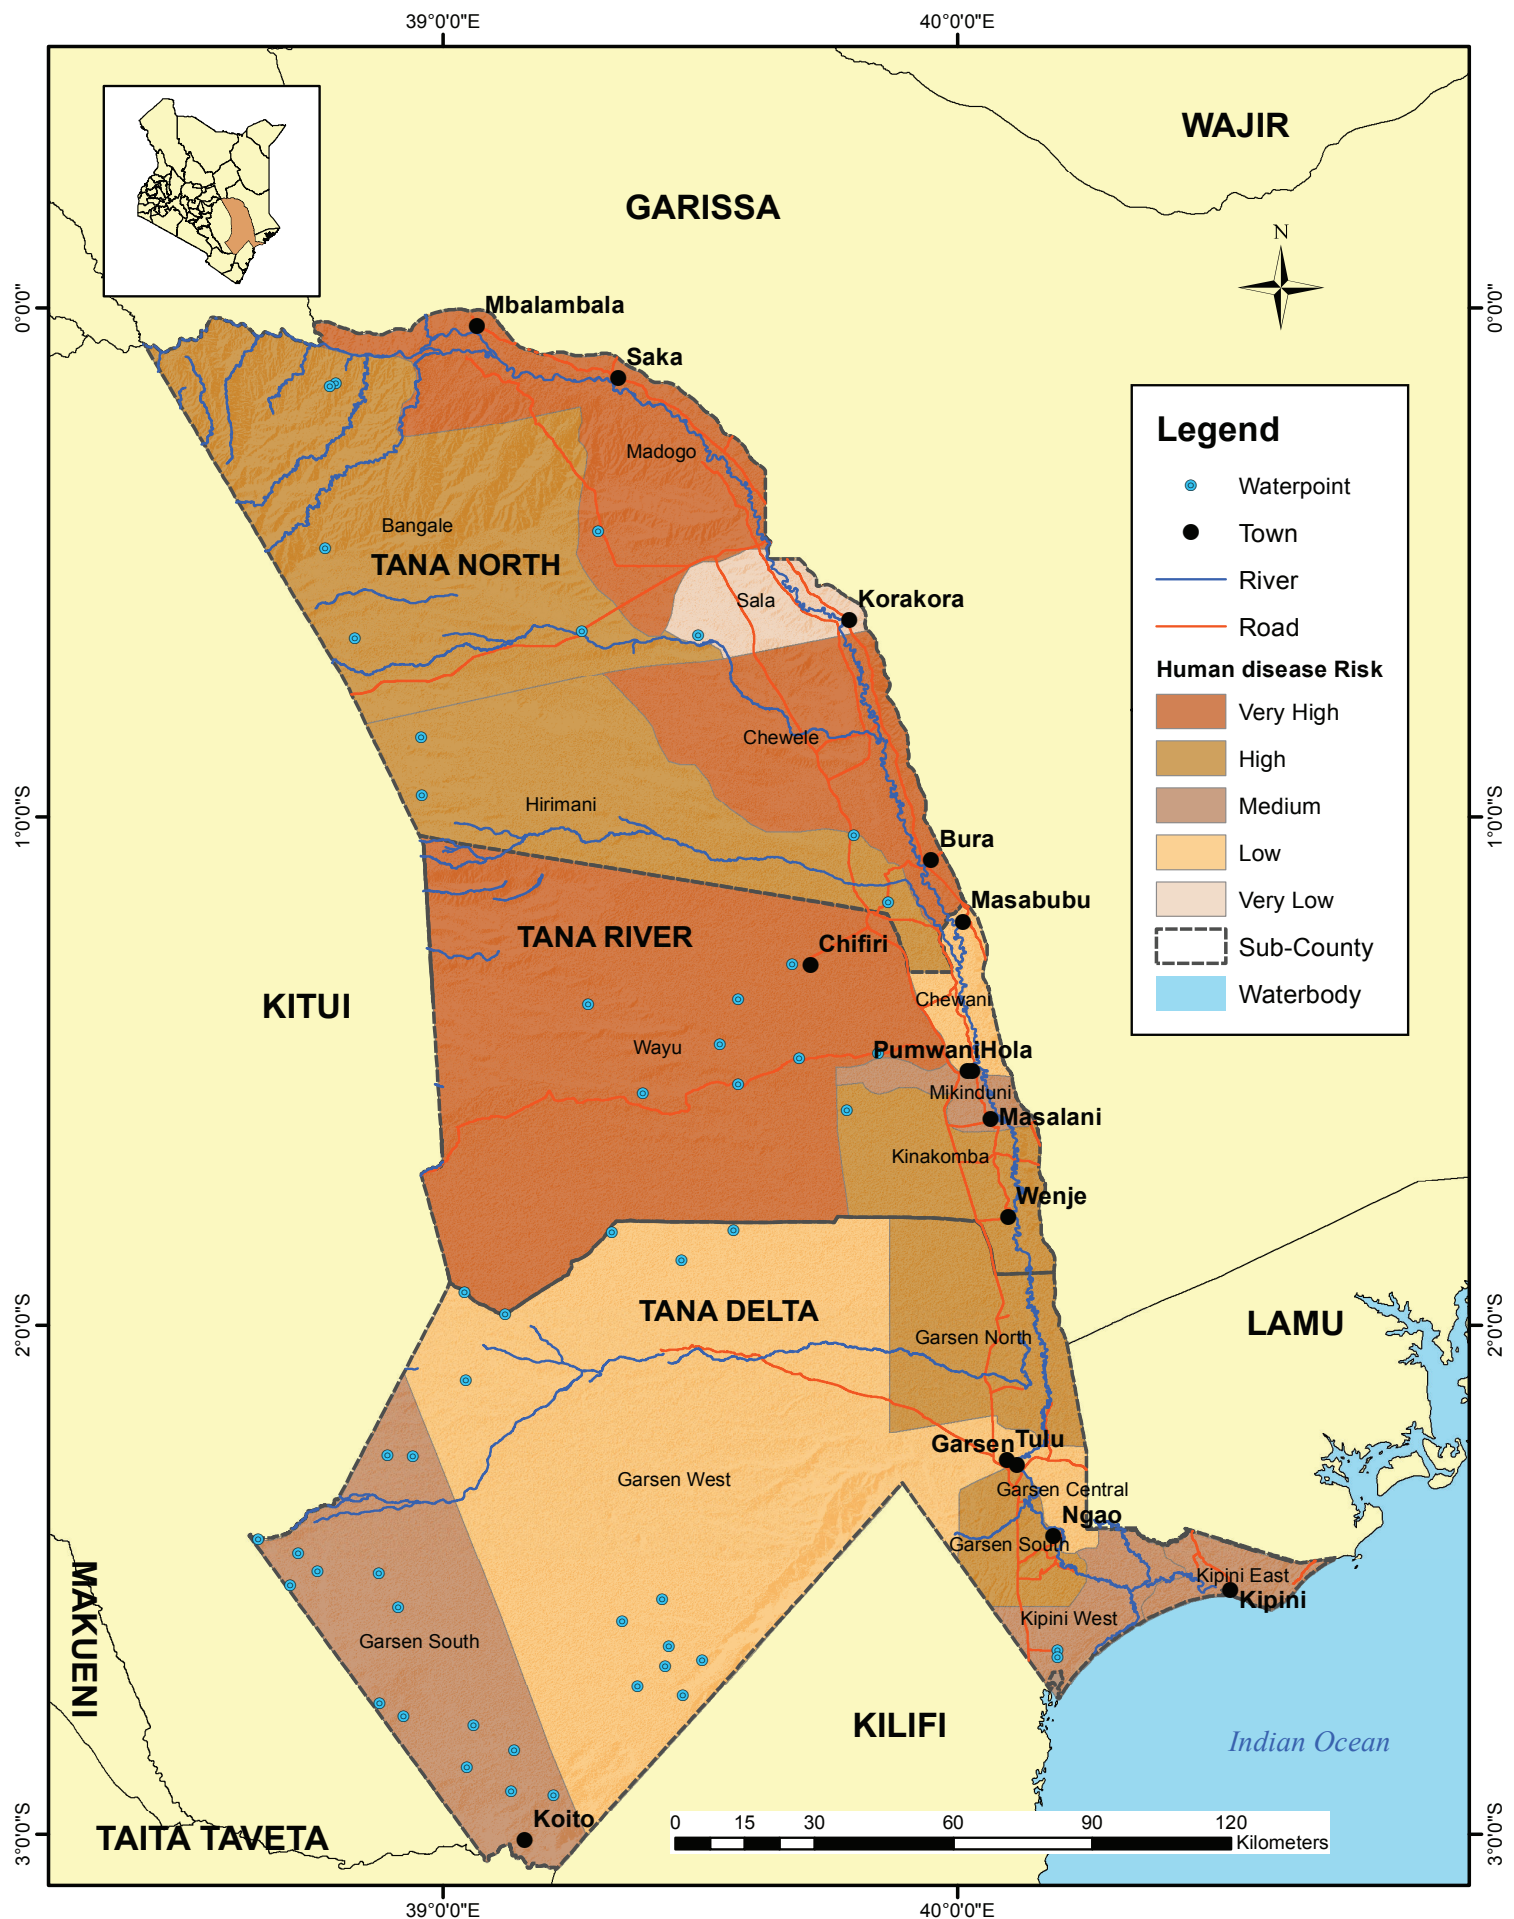 39°0'0"E
40°0'0"E
WAJIR
GARISSA
N
0°0'0"
0°0'0"
Mbalambala
Saka
Madogo
Bangale
TANA NORTH
Sala
Korakora
Chewele
Hirimani
1°0'0"S
1°0'0"S
Bura
Masabubu
TANA RIVER
Chifiri
KITUI
Chewani
Wayu
Pumwani
Hola
Mikinduni
Masalani
Kinakomba
Wenje
TANA DELTA
LAMU
2°0'0"S
2°0'0"S
Garsen North
Garsen
Tulu
Garsen West
Garsen Central
Ngao
Garsen South
Kipini East
Kipini
Kipini West
MAKUENI
Garsen South
KILIFI
Indian Ocean
Koito
TAITA TAVETA
3°0'0"S
3°0'0"S
0 15 30 60 90 120
Kilometers
39°0'0"E
40°0'0"E
Legend
Waterpoint
Town
River
Road
Human disease Risk
Very High
High
Medium
Low
Very Low
Sub-County
Waterbody